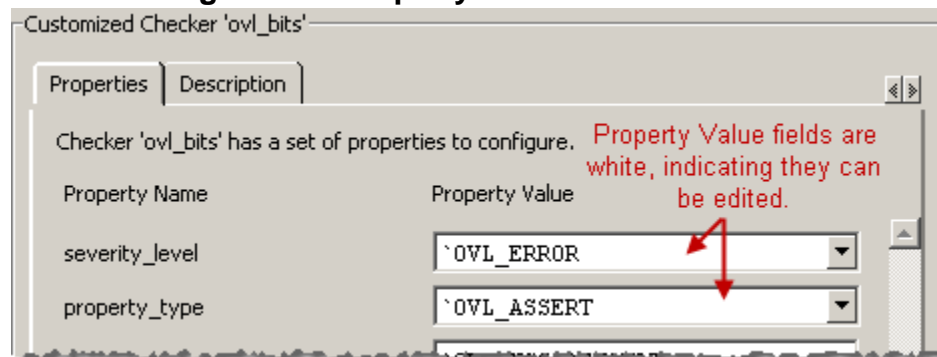 Customized Checker 'ovl_bits'
Properties Description
Checker 'ovl_bits' has a set of properties to configure.
Property Value fields are
white, indicating they can
be edited.
Property Name Property Value
severity_level `OVL_ERROR
property_type `OVL_ASSERT